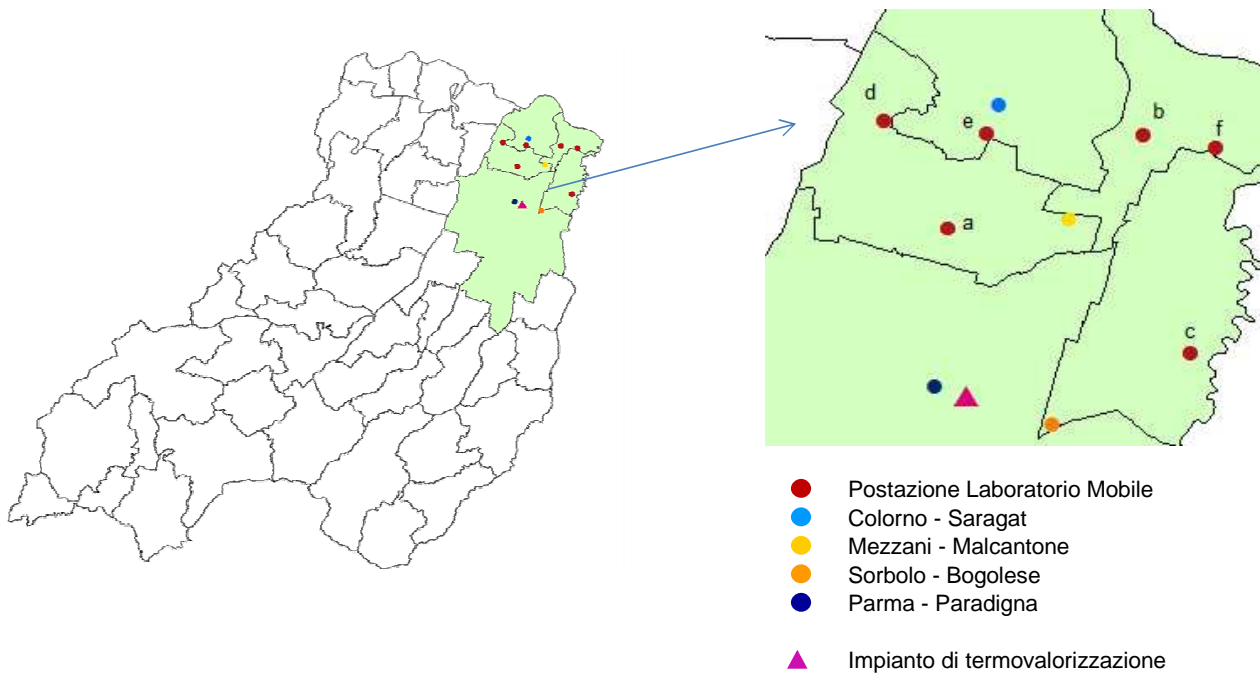 d
e
b
f
a
c
Postazione Laboratorio Mobile
Colorno - Saragat
Mezzani - Malcantone
Sorbolo - Bogolese
Parma - Paradigna
Impianto di termovalorizzazione